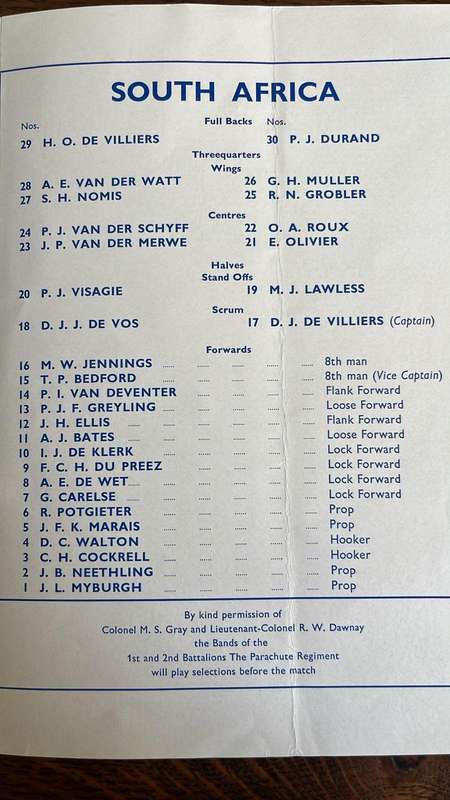 SOUTH AFRICA
Nos. Full Backs Nos.
29 H. O. DE VILLIERS 30 P. J. DURAND
Threequarters
Wings
28 A. E. VAN DER WATT 26 G. H. MULLER
27 S. H. NOMIS 25 R. N. GROBLER
Centres
24 P. J. VAN DER SCHYFF 22 O. A. ROUX
23 J. P. VAN DER MERWE 21 E. OLIVIER
Halves
Stand Offs
20 P. J. VISAGIE 19 M. J. LAWLESS
Scrum
18 D. J. J. DE VOS 17 D. J. DE VILLIERS (Captain)
Forwards
16 M. W. JENNINGS ...... ...... ...... ...... ...... 8th man
15 T. P. BEDFORD ...... ...... ...... ...... ...... 8th man (Vice Captain)
14 P. I. VAN DEVENTER ...... ...... ...... ...... Flank Forward
13 P. J. F. GREYLING ...... ...... ...... ...... ...... Loose Forward
12 J. H. ELLIS ...... ...... ...... ...... ...... ...... Flank Forward
11 A. J. BATES ...... ...... ...... ...... ...... ...... Loose Forward
10 I. J. DE KLERK ...... ...... ...... ...... ...... Lock Forward
9 F. C. H. DU PREEZ ...... ...... ...... ...... ...... Lock Forward
8 A. E. DE WET ...... ...... ...... ...... ...... ...... Lock Forward
7 G. CARELSE ...... ...... ...... ...... ...... ...... Lock Forward
6 R. POTGIETER ...... ...... ...... ...... ...... Prop
5 J. F. K. MARAIS ...... ...... ...... ...... ...... Prop
4 D. C. WALTON ...... ...... ...... ...... ...... Hooker
3 C. H. COCKRELL ...... ...... ...... ...... ...... Hooker
2 J. B. NEETHLING ...... ...... ...... ...... ...... Prop
1 J. L. MYBURGH ...... ...... ...... ...... ...... Prop
By kind permission of
Colonel M. S. Gray and Lieutenant-Colonel R. W. Dawnay
the Bands of the
1st and 2nd Battalions The Parachute Regiment
will play selections before the match